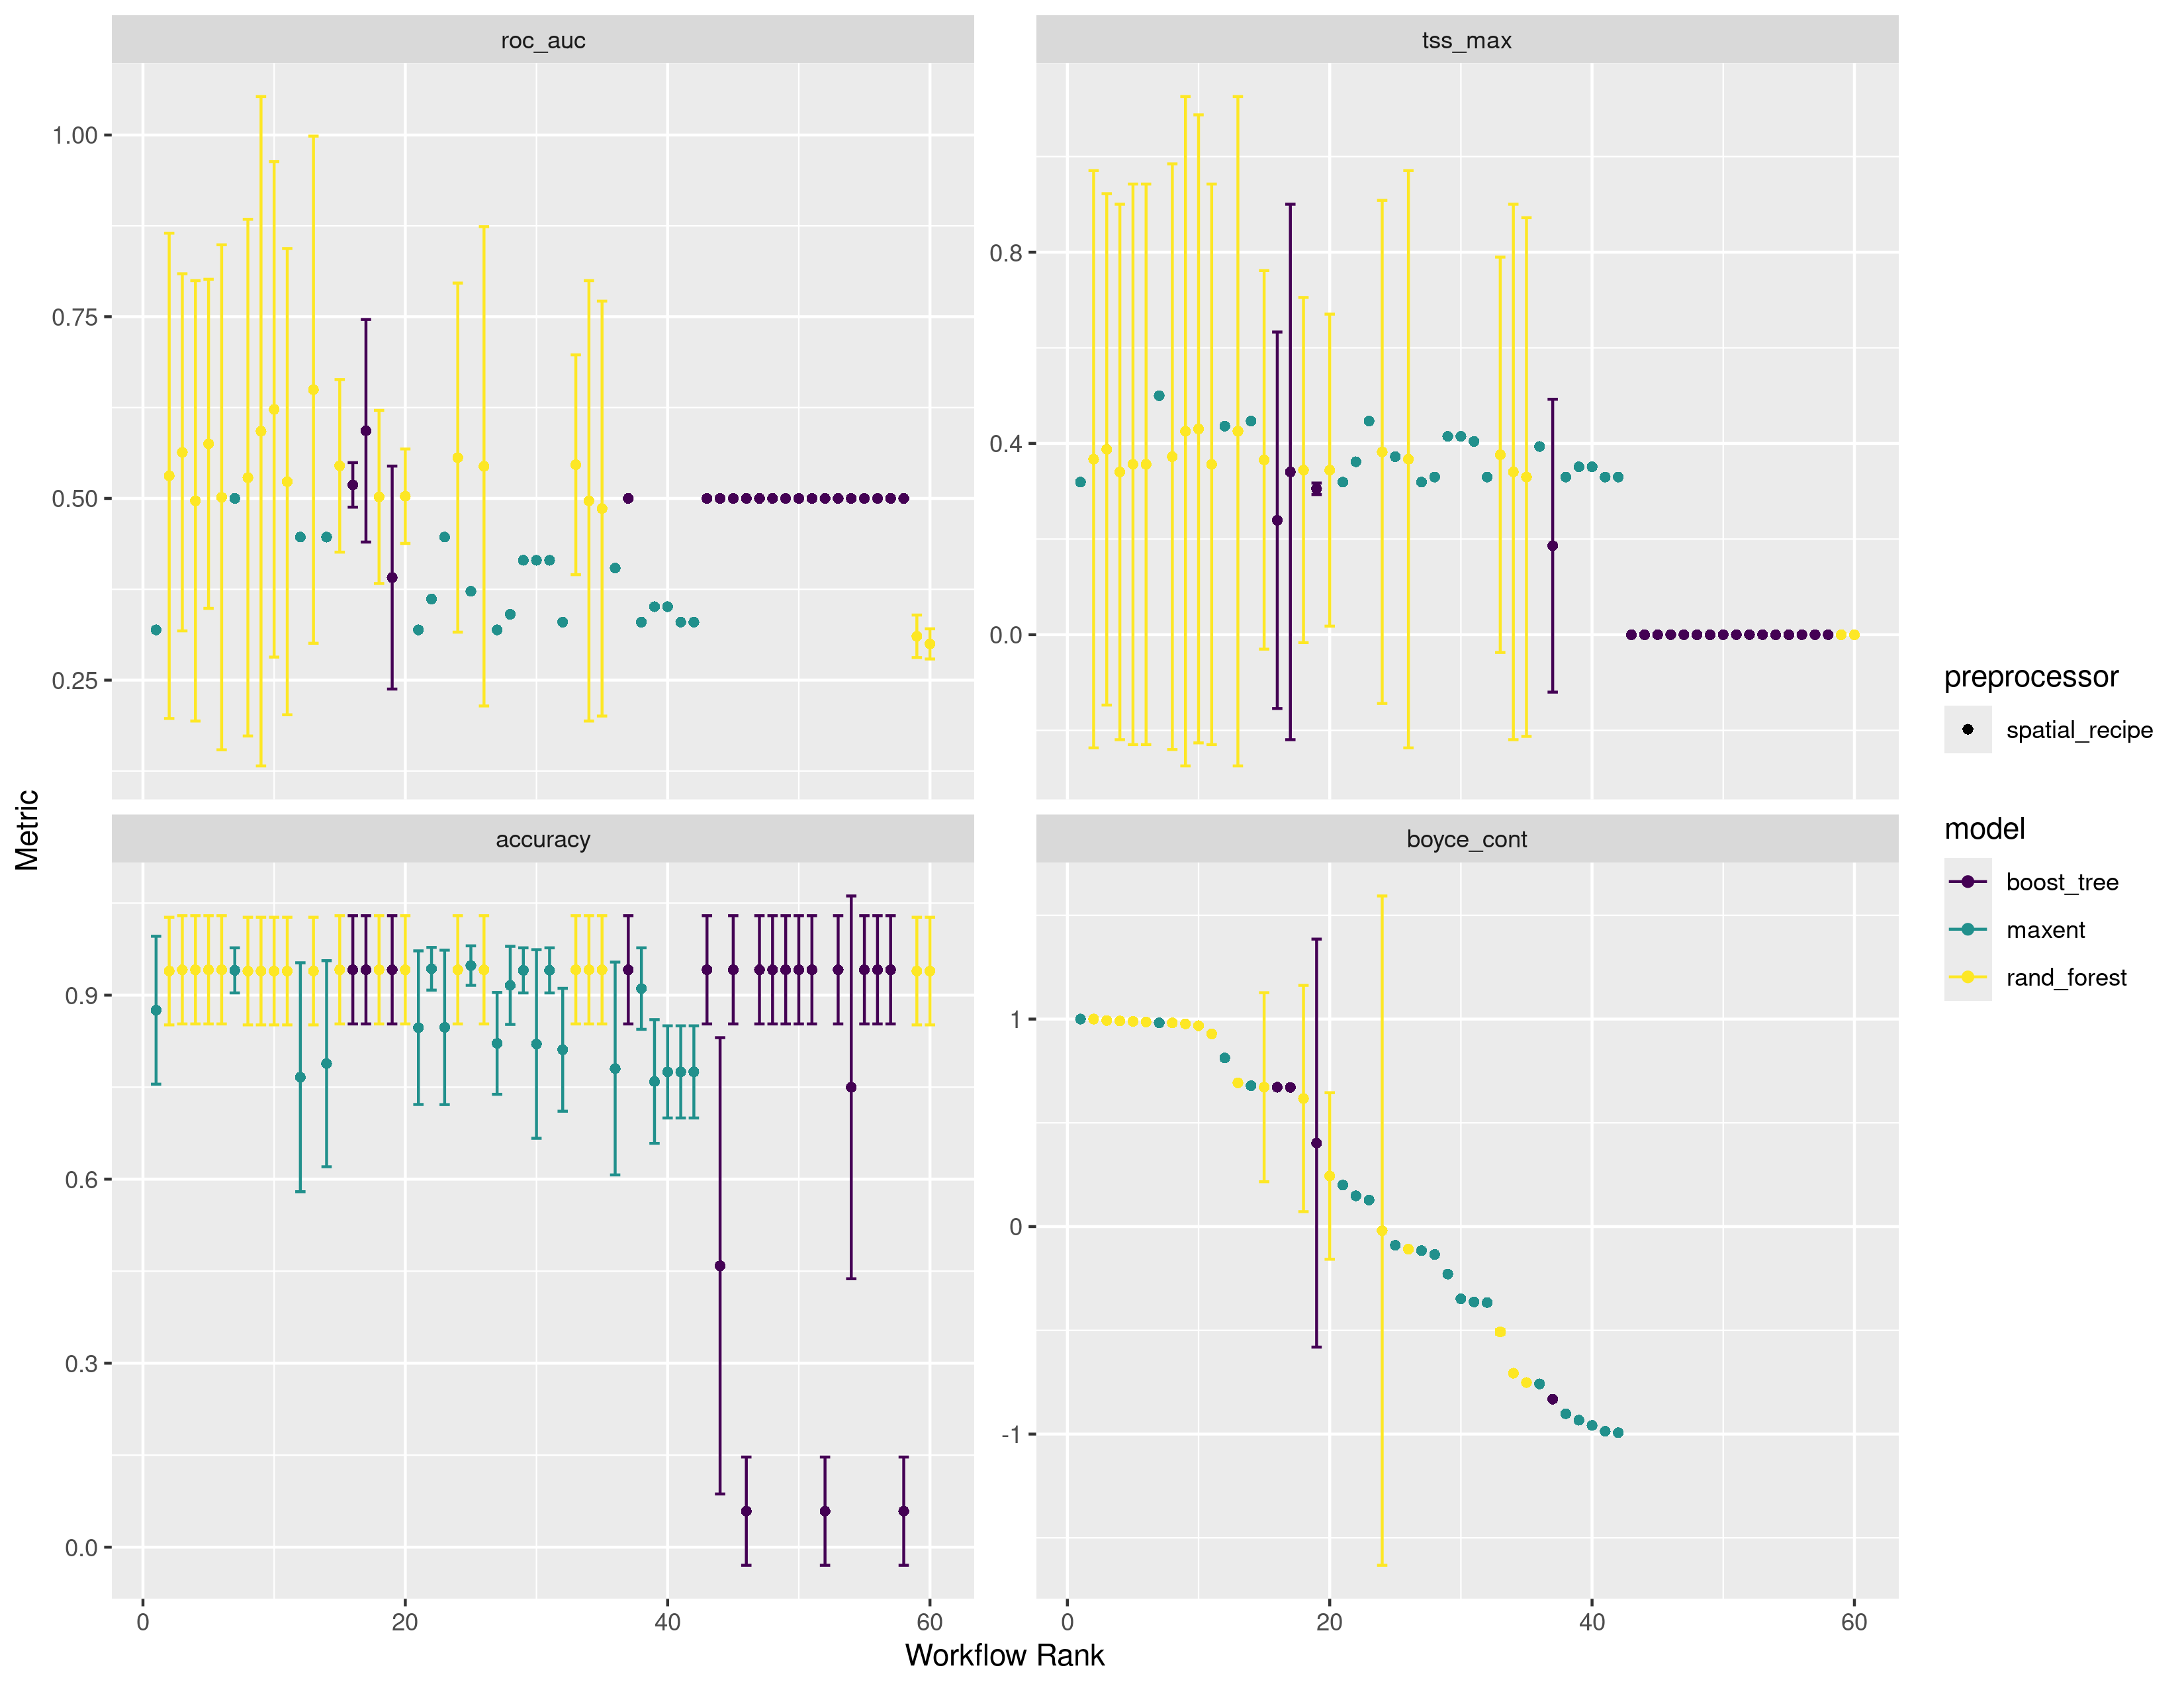 roc_auc
tss_max
1.00
0.75
0.50
0.25
0.8
0.4
0.0
accuracy
boyce_cont
0.9
0.6
0.3
0.0
1
0
-1
0 20 40 60
0 20 40 60
Workflow Rank
Metric
preprocessor
spatial_recipe
model
boost_tree
maxent
rand_forest